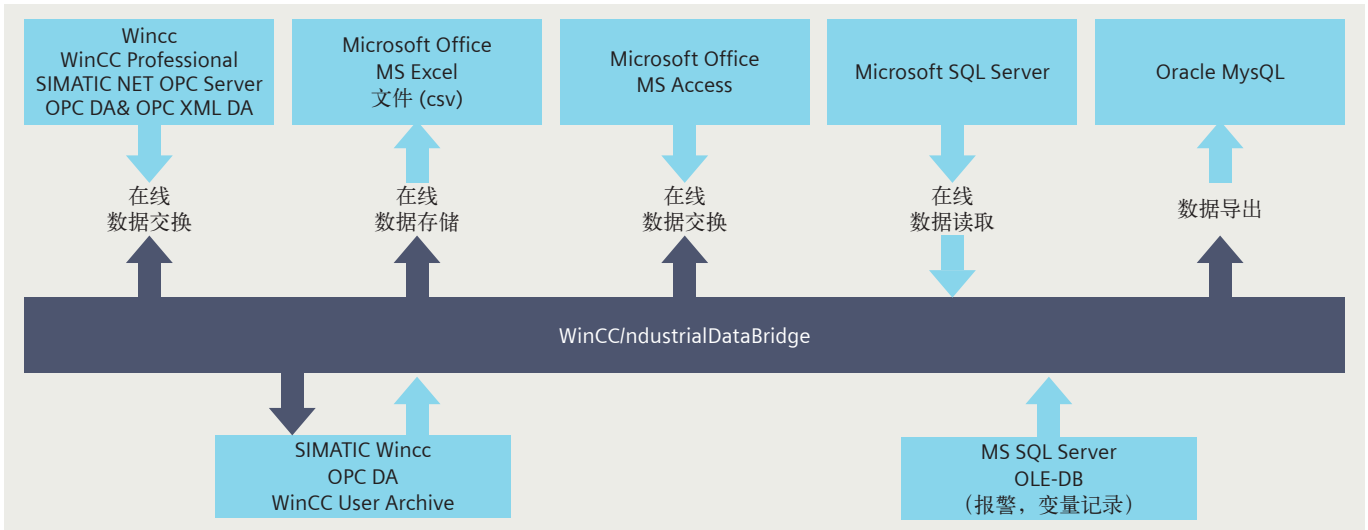 Wincc
WinCC Professional
SIMATIC NET OPC Server
OPC DA& OPC XML DA
Microsoft Office
MS Excel
文件 (csv)
Microsoft Office
MS Access
Microsoft SQL Server
Oracle MysQL
在线
数据交换
在线
数据存储
在线
数据交换
在线
数据读取
数据导出
WinCC/ndustrialDataBridge
SIMATIC Wincc
OPC DA
WinCC User Archive
MS SQL Server
OLE-DB
（报警，变量记录）